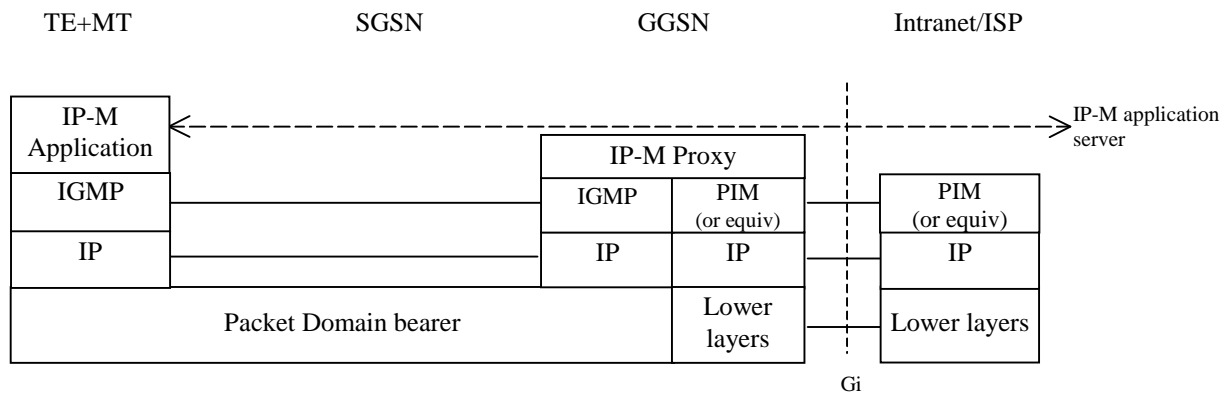 TE+MT
SGSN
GGSN
Intranet/ISP
IP-M
Application
IP-M application
server
IP-M Proxy
IGMP
IGMP
PIM
(or equiv)
PIM
(or equiv)
IP
IP
IP
IP
Packet Domain bearer
Lower
layers
Lower layers
Gi